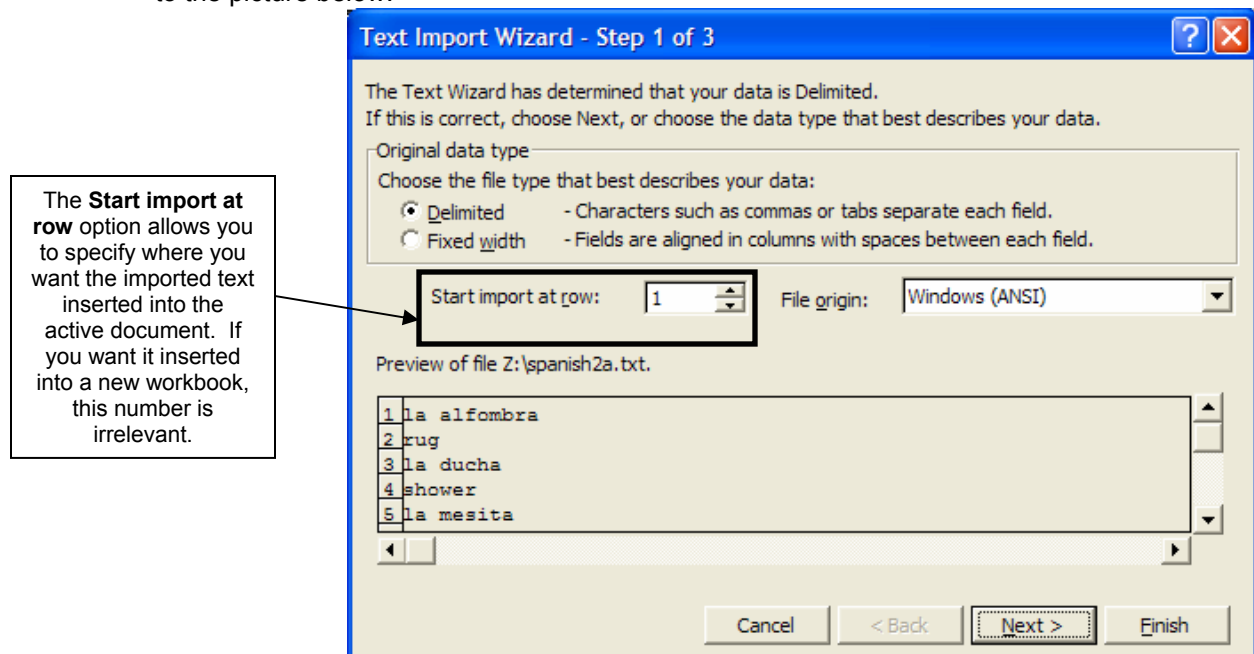 to the picture below.
Text Import Wizard - Step 1 of 3
The Text Wizard has determined that your data is Delimited.
If this is correct, choose Next, or choose the data type that best describes your data.
Original data type
Choose the file type that best describes your data:
Delimited - Characters such as commas or tabs separate each field.
Fixed width - Fields are aligned in columns with spaces between each field.
The Start import at
row option allows you
to specify where you
want the imported text
inserted into the
active document. If
you want it inserted
into a new workbook,
this number is
irrelevant.
Start import at row: 1 File origin: Windows (ANSI)
Preview of file Z:\spanish2a.txt.
1 la alfombra
2 rug
3 la ducha
4 shower
5 la mesita
Cancel < Back Next > Finish